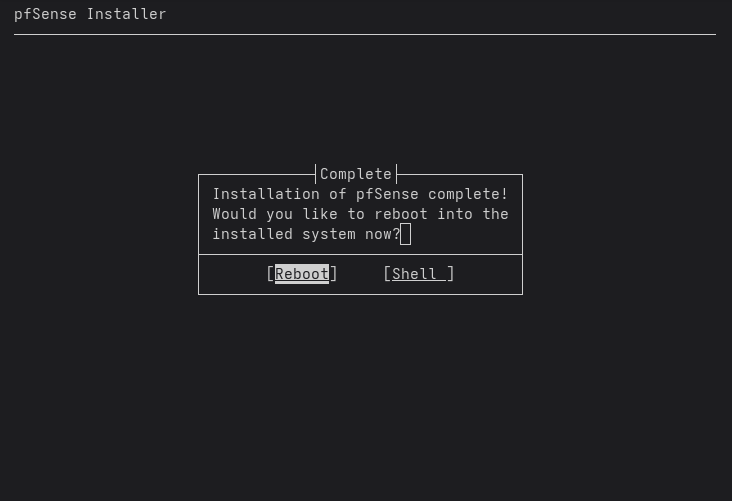 pfSense Installer
Complete
Installation of pfSense complete!
Would you like to reboot into the
installed system now?
[Reboot] [Shell ]